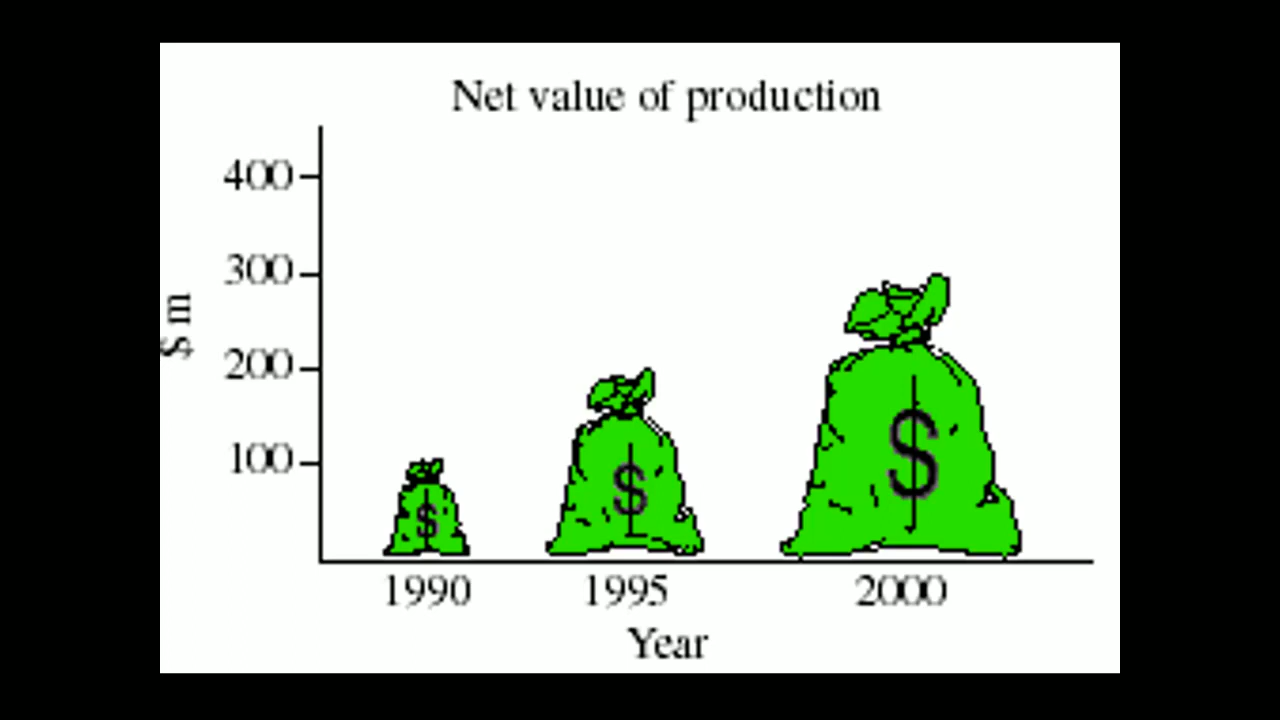 Net value of production
400
300
200
100
$ m
$
$
$
1990 1995 2000
Year